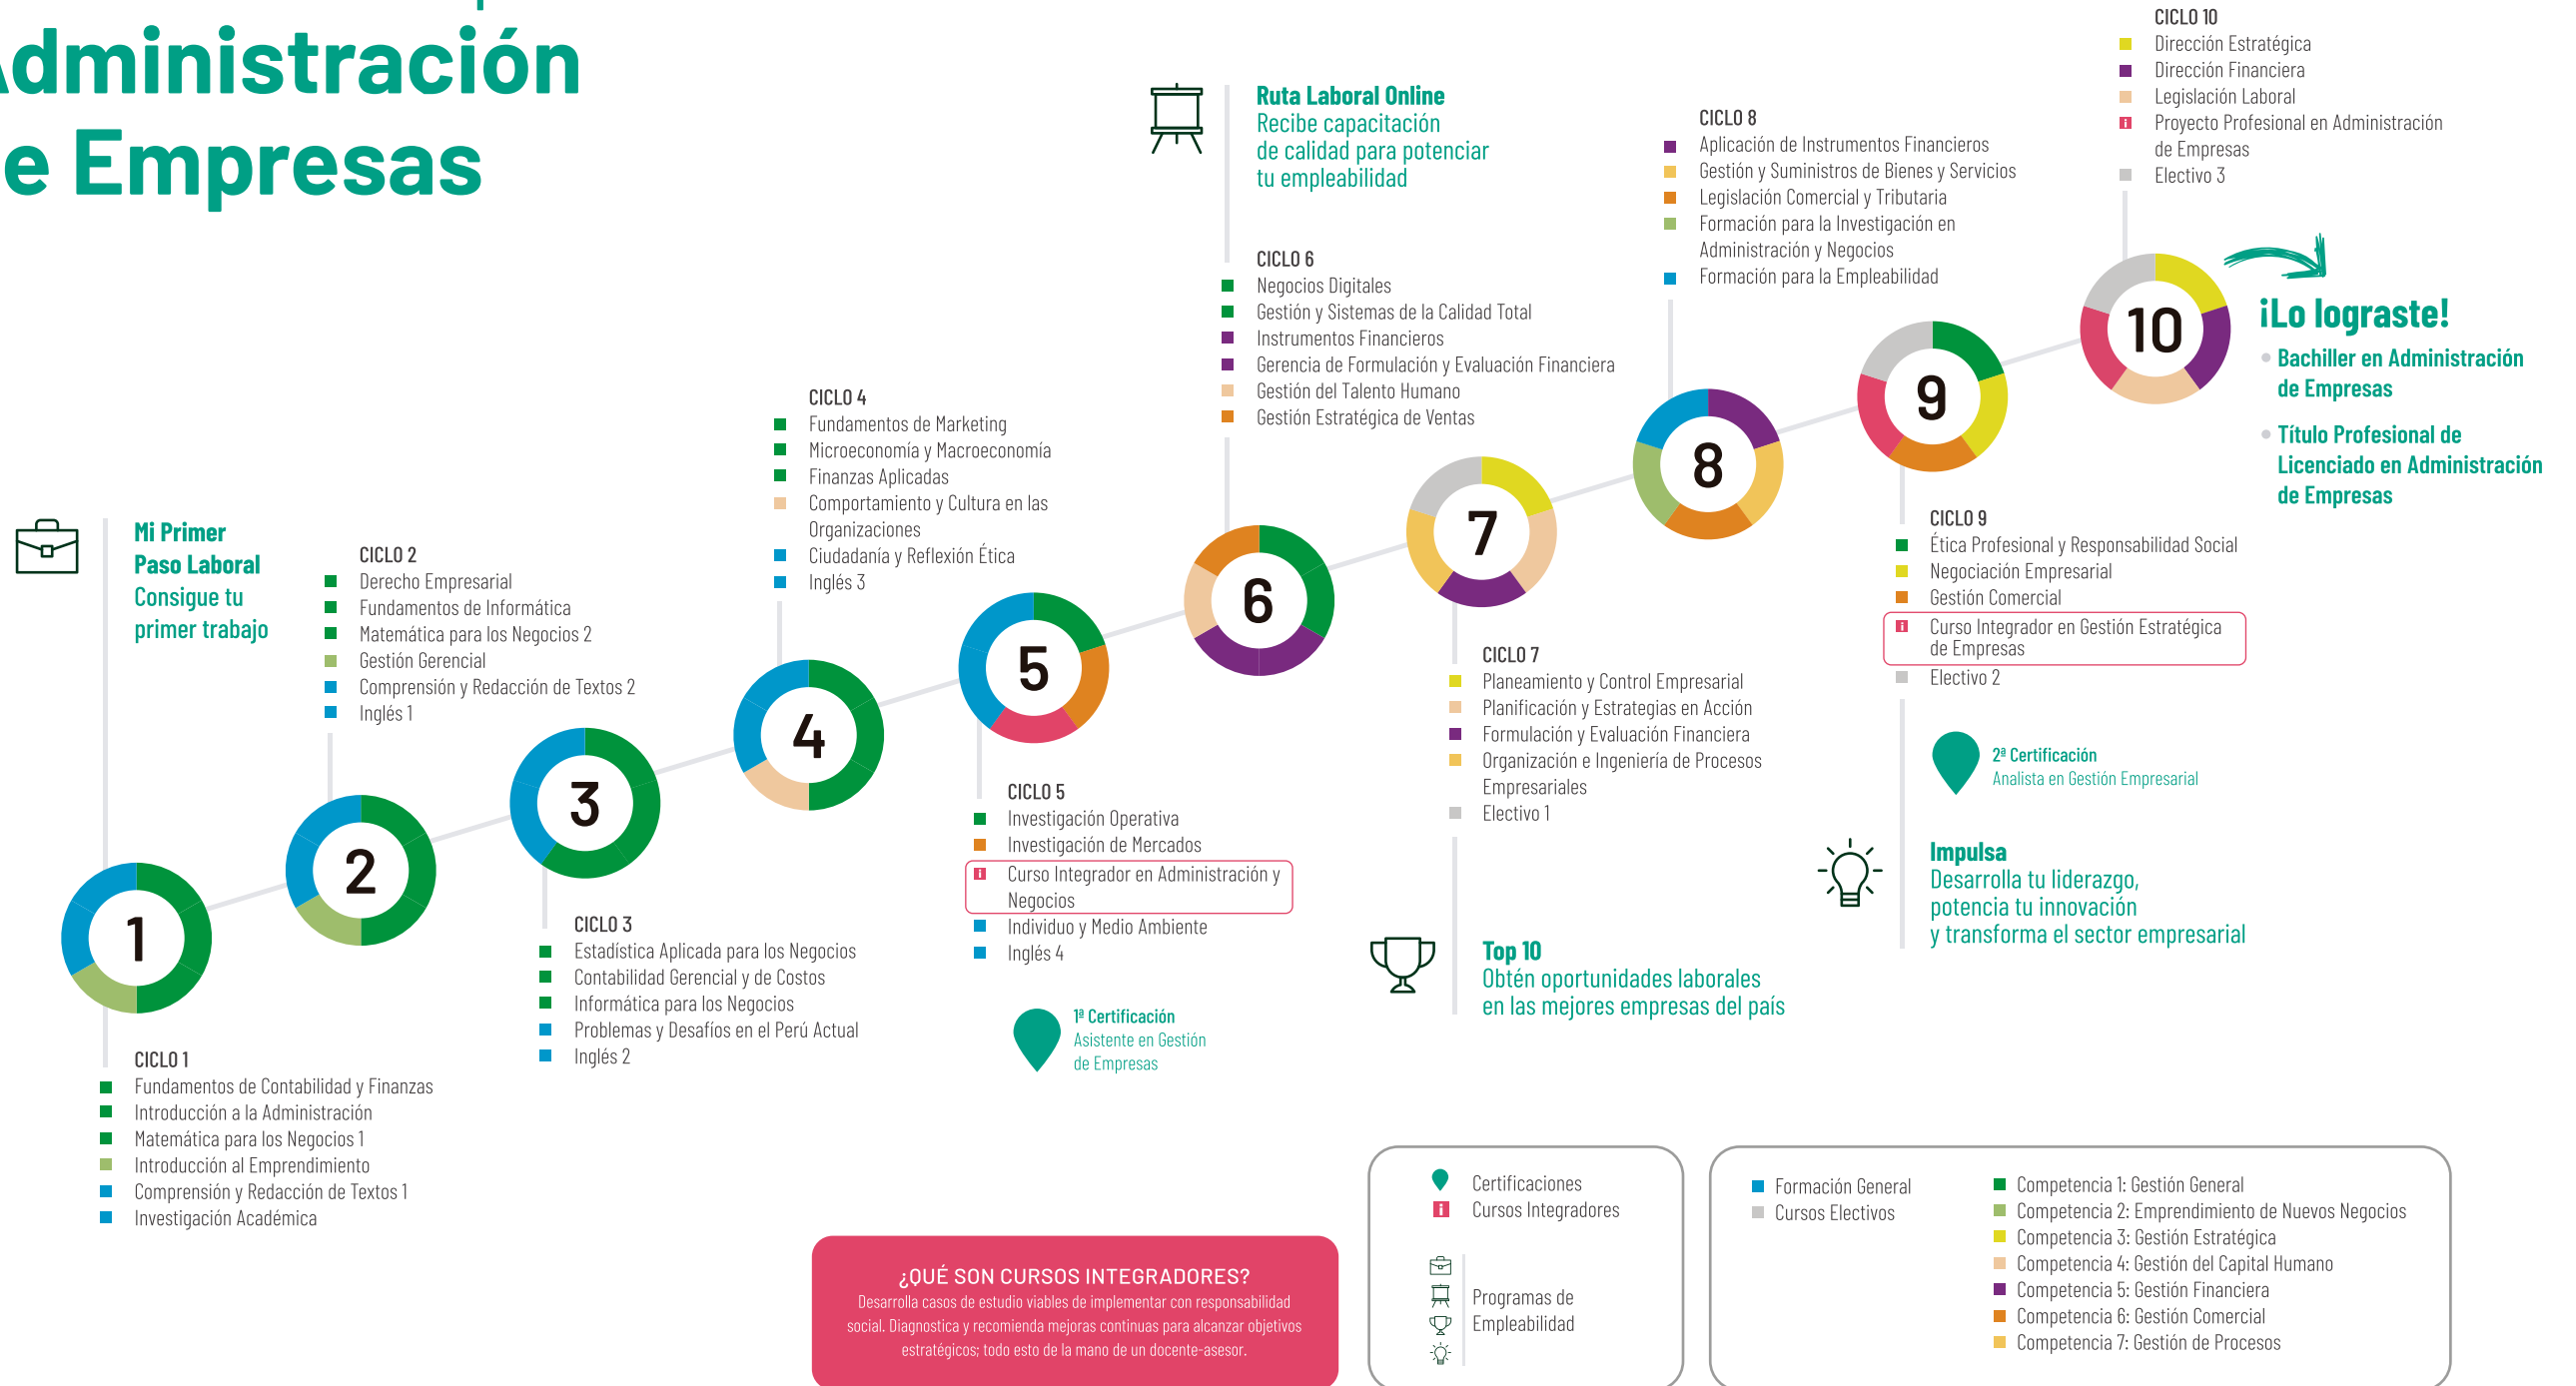 Administración
e Empresas
Mi Primer
Paso Laboral
Consigue tu
primer trabajo
1
CICLO 1
Fundamentos de Contabilidad y Finanzas
Introducción a la Administración
Matemática para los Negocios 1
Introducción al Emprendimiento
Comprensión y Redacción de Textos 1
Investigación Académica
CICLO 2
Derecho Empresarial
Fundamentos de Informática
Matemática para los Negocios 2
Gestión Gerencial
Comprensión y Redacción de Textos 2
Inglés 1
2
3
CICLO 3
Estadística Aplicada para los Negocios
Contabilidad Gerencial y de Costos
Informática para los Negocios
Problemas y Desafíos en el Perú Actual
Inglés 2
CICLO 4
Fundamentos de Marketing
Microeconomía y Macroeconomía
Finanzas Aplicadas
Comportamiento y Cultura en las
Organizaciones
Ciudadanía y Reflexión Ética
Inglés 3
4
5
CICLO 5
Investigación Operativa
Investigación de Mercados
i Curso Integrador en Administración y
Negocios
Individuo y Medio Ambiente
Inglés 4
1ª Certificación
Asistente en Gestión
de Empresas
Ruta Laboral Online
Recibe capacitación
de calidad para potenciar
tu empleabilidad
CICLO 6
Negocios Digitales
Gestión y Sistemas de la Calidad Total
Instrumentos Financieros
Gerencia de Formulación y Evaluación Financiera
Gestión del Talento Humano
Gestión Estratégica de Ventas
6
7
CICLO 7
Planeamiento y Control Empresarial
Planificación y Estrategias en Acción
Formulación y Evaluación Financiera
Organización e Ingeniería de Procesos
Empresariales
Electivo 1
Top 10
Obtén oportunidades laborales
en las mejores empresas del país
CICLO 8
Aplicación de Instrumentos Financieros
Gestión y Suministros de Bienes y Servicios
Legislación Comercial y Tributaria
Formación para la Investigación en
Administración y Negocios
Formación para la Empleabilidad
8
9
CICLO 9
Ética Profesional y Responsabilidad Social
Negociación Empresarial
Gestión Comercial
i Curso Integrador en Gestión Estratégica
de Empresas
Electivo 2
2ª Certificación
Analista en Gestión Empresarial
Impulsa
Desarrolla tu liderazgo,
potencia tu innovación
y transforma el sector empresarial
CICLO 10
Dirección Estratégica
Dirección Financiera
Legislación Laboral
i Proyecto Profesional en Administración
de Empresas
Electivo 3
10
¡Lo lograste!
• Bachiller en Administración
de Empresas
• Título Profesional de
Licenciado en Administración
de Empresas
¿QUÉ SON CURSOS INTEGRADORES?
Desarrolla casos de estudio viables de implementar con responsabilidad
social. Diagnostica y recomienda mejoras continuas para alcanzar objetivos
estratégicos; todo esto de la mano de un docente-asesor.
Certificaciones
i Cursos Integradores
Programas de
Empleabilidad
Formación General
Cursos Electivos
Competencia 1: Gestión General
Competencia 2: Emprendimiento de Nuevos Negocios
Competencia 3: Gestión Estratégica
Competencia 4: Gestión del Capital Humano
Competencia 5: Gestión Financiera
Competencia 6: Gestión Comercial
Competencia 7: Gestión de Procesos